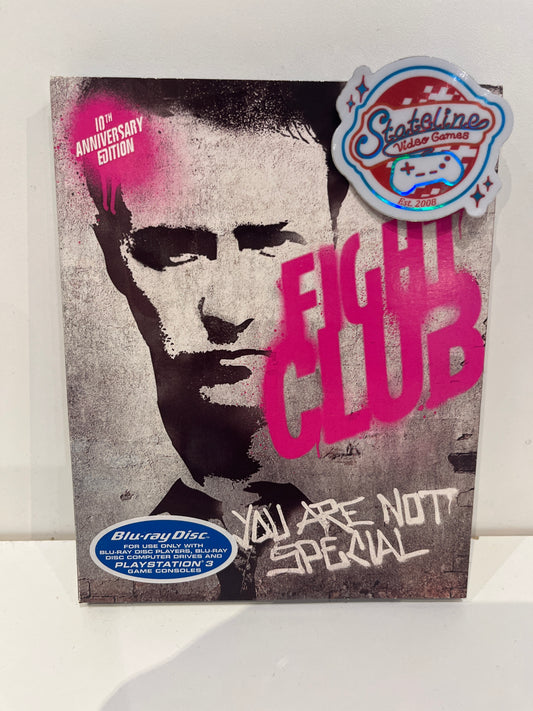 10TH
ANNIVERSARY
EDITION
Stateline
Video Games
Est. 2008
FIGHT
CLUB
YOU ARE NOT
SPECIAL
Blu-ray Disc
FOR USE ONLY WITH
BLU-RAY DISC PLAYERS, BLU-RAY
DISC COMPUTER DRIVES AND
PLAYSTATION®3
GAME CONSOLES